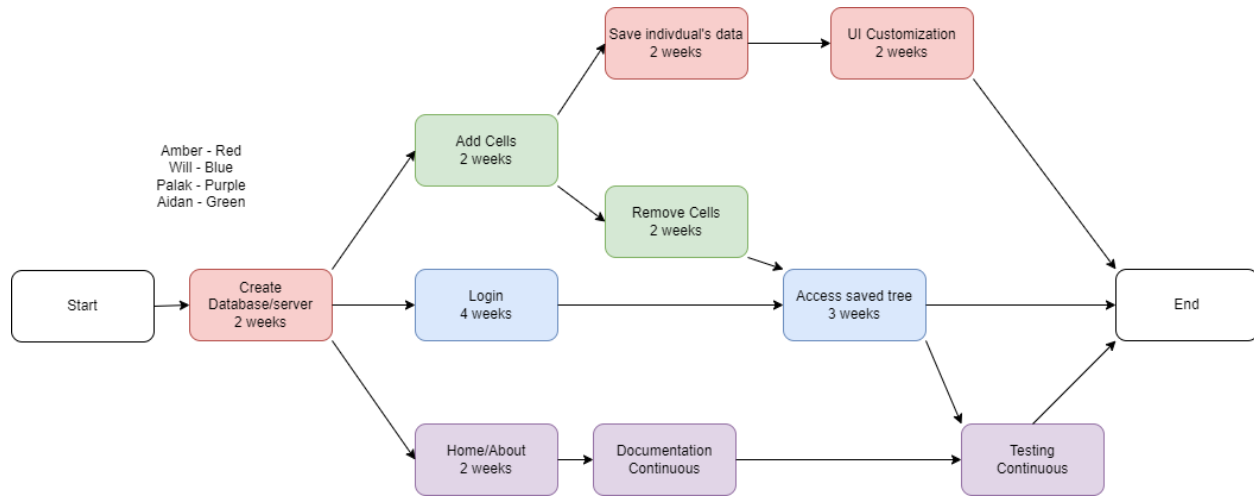 Save indivdual's data
2 weeks
UI Customization
2 weeks
Add Cells
2 weeks
Amber - Red
Will - Blue
Palak - Purple
Aidan - Green
Remove Cells
2 weeks
Start
Create
Database/server
2 weeks
Login
4 weeks
Access saved tree
3 weeks
End
Home/About
2 weeks
Documentation
Continuous
Testing
Continuous